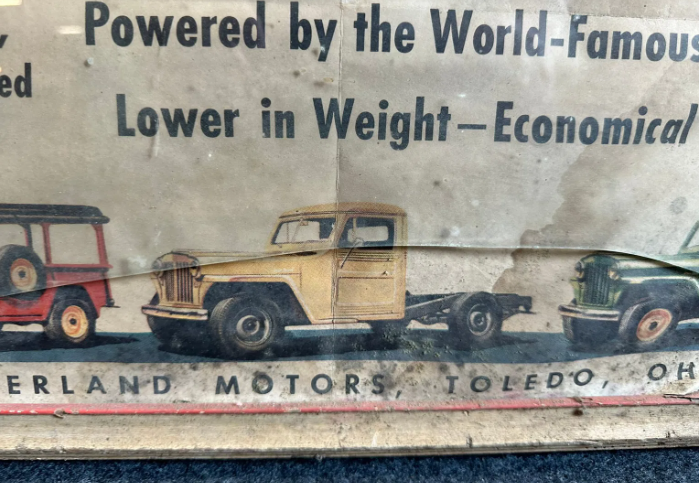 Powered by the World-Famous
ed
Lower in Weight—Economical
ERLAND MOTORS, TOLEDO, OH